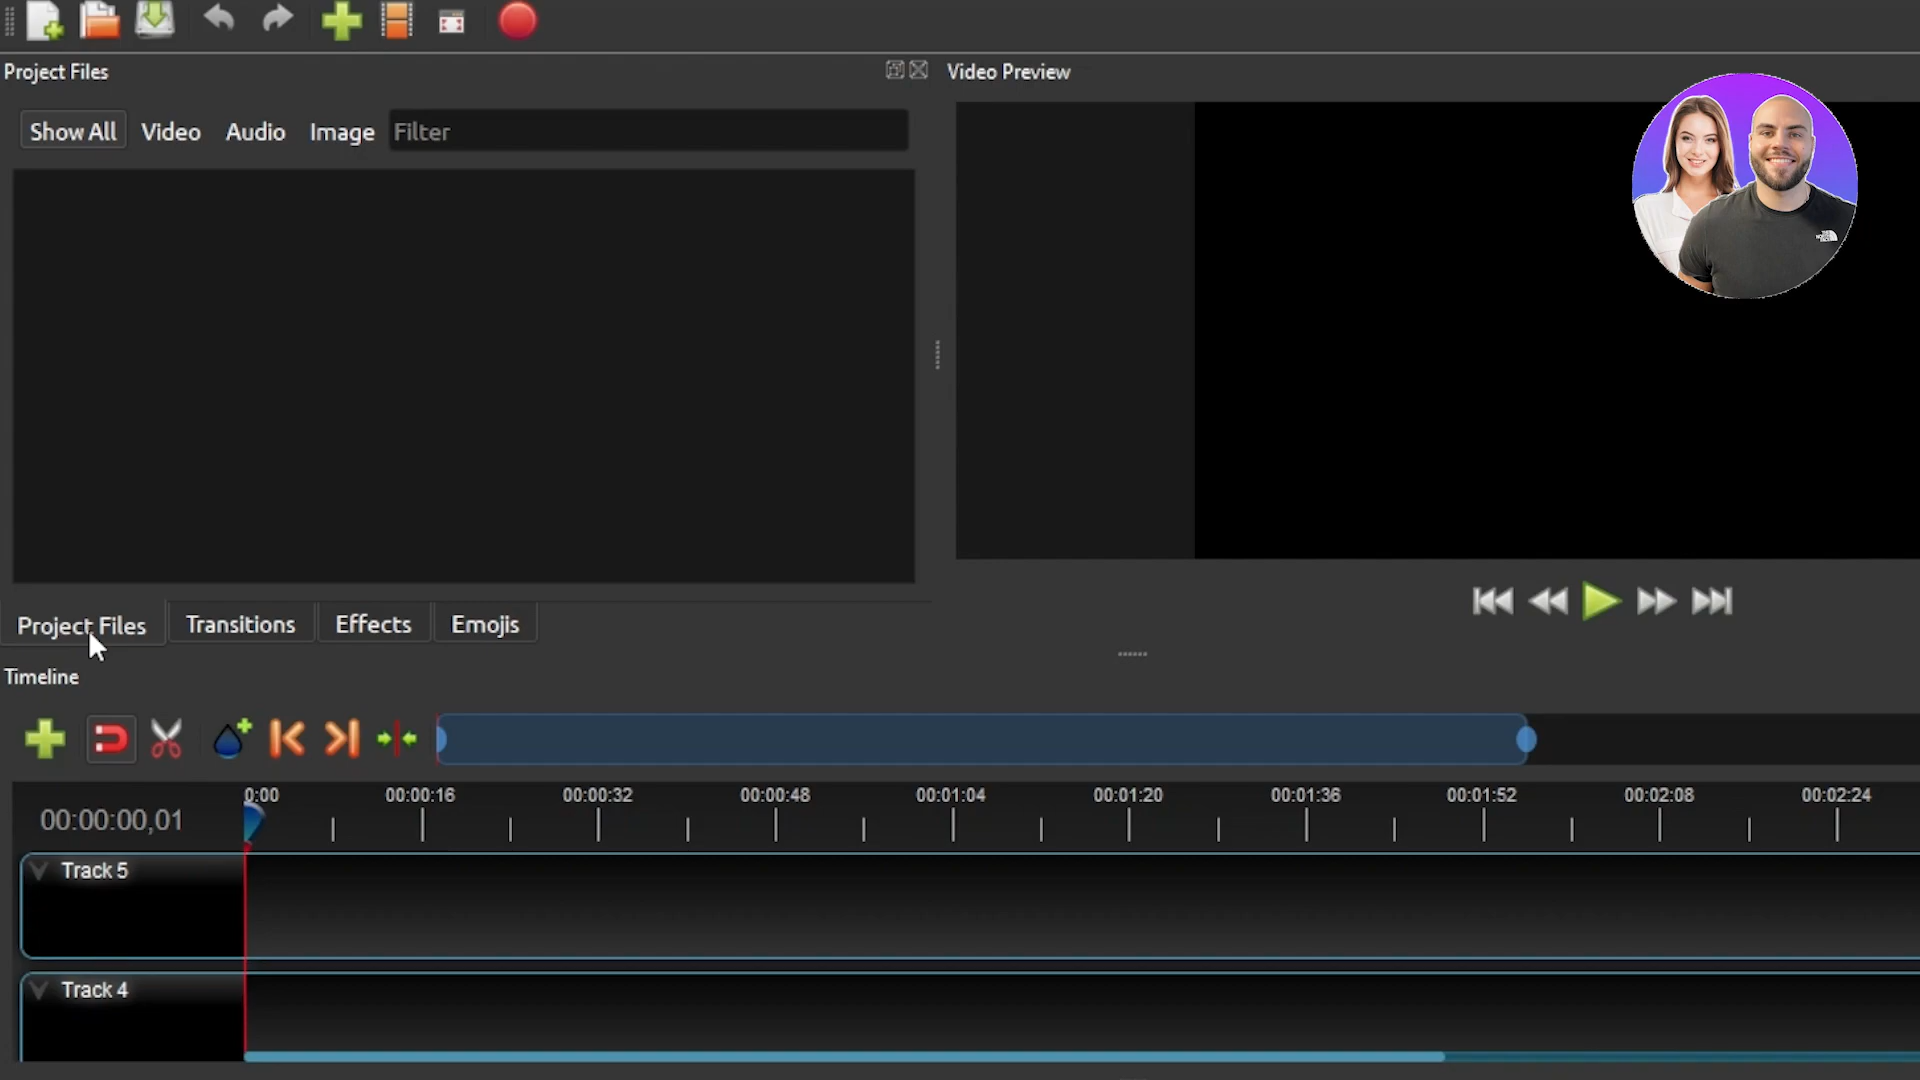 Project Files
Video Preview
Show All Video Audio Image Filter
Project Files Transitions Effects Emojis
Timeline
0:00 00:00:16 00:00:32 00:00:48 00:01:04 00:01:20 00:01:36 00:01:52 00:02:08 00:02:24
00:00:00,01
Track 5
Track 4